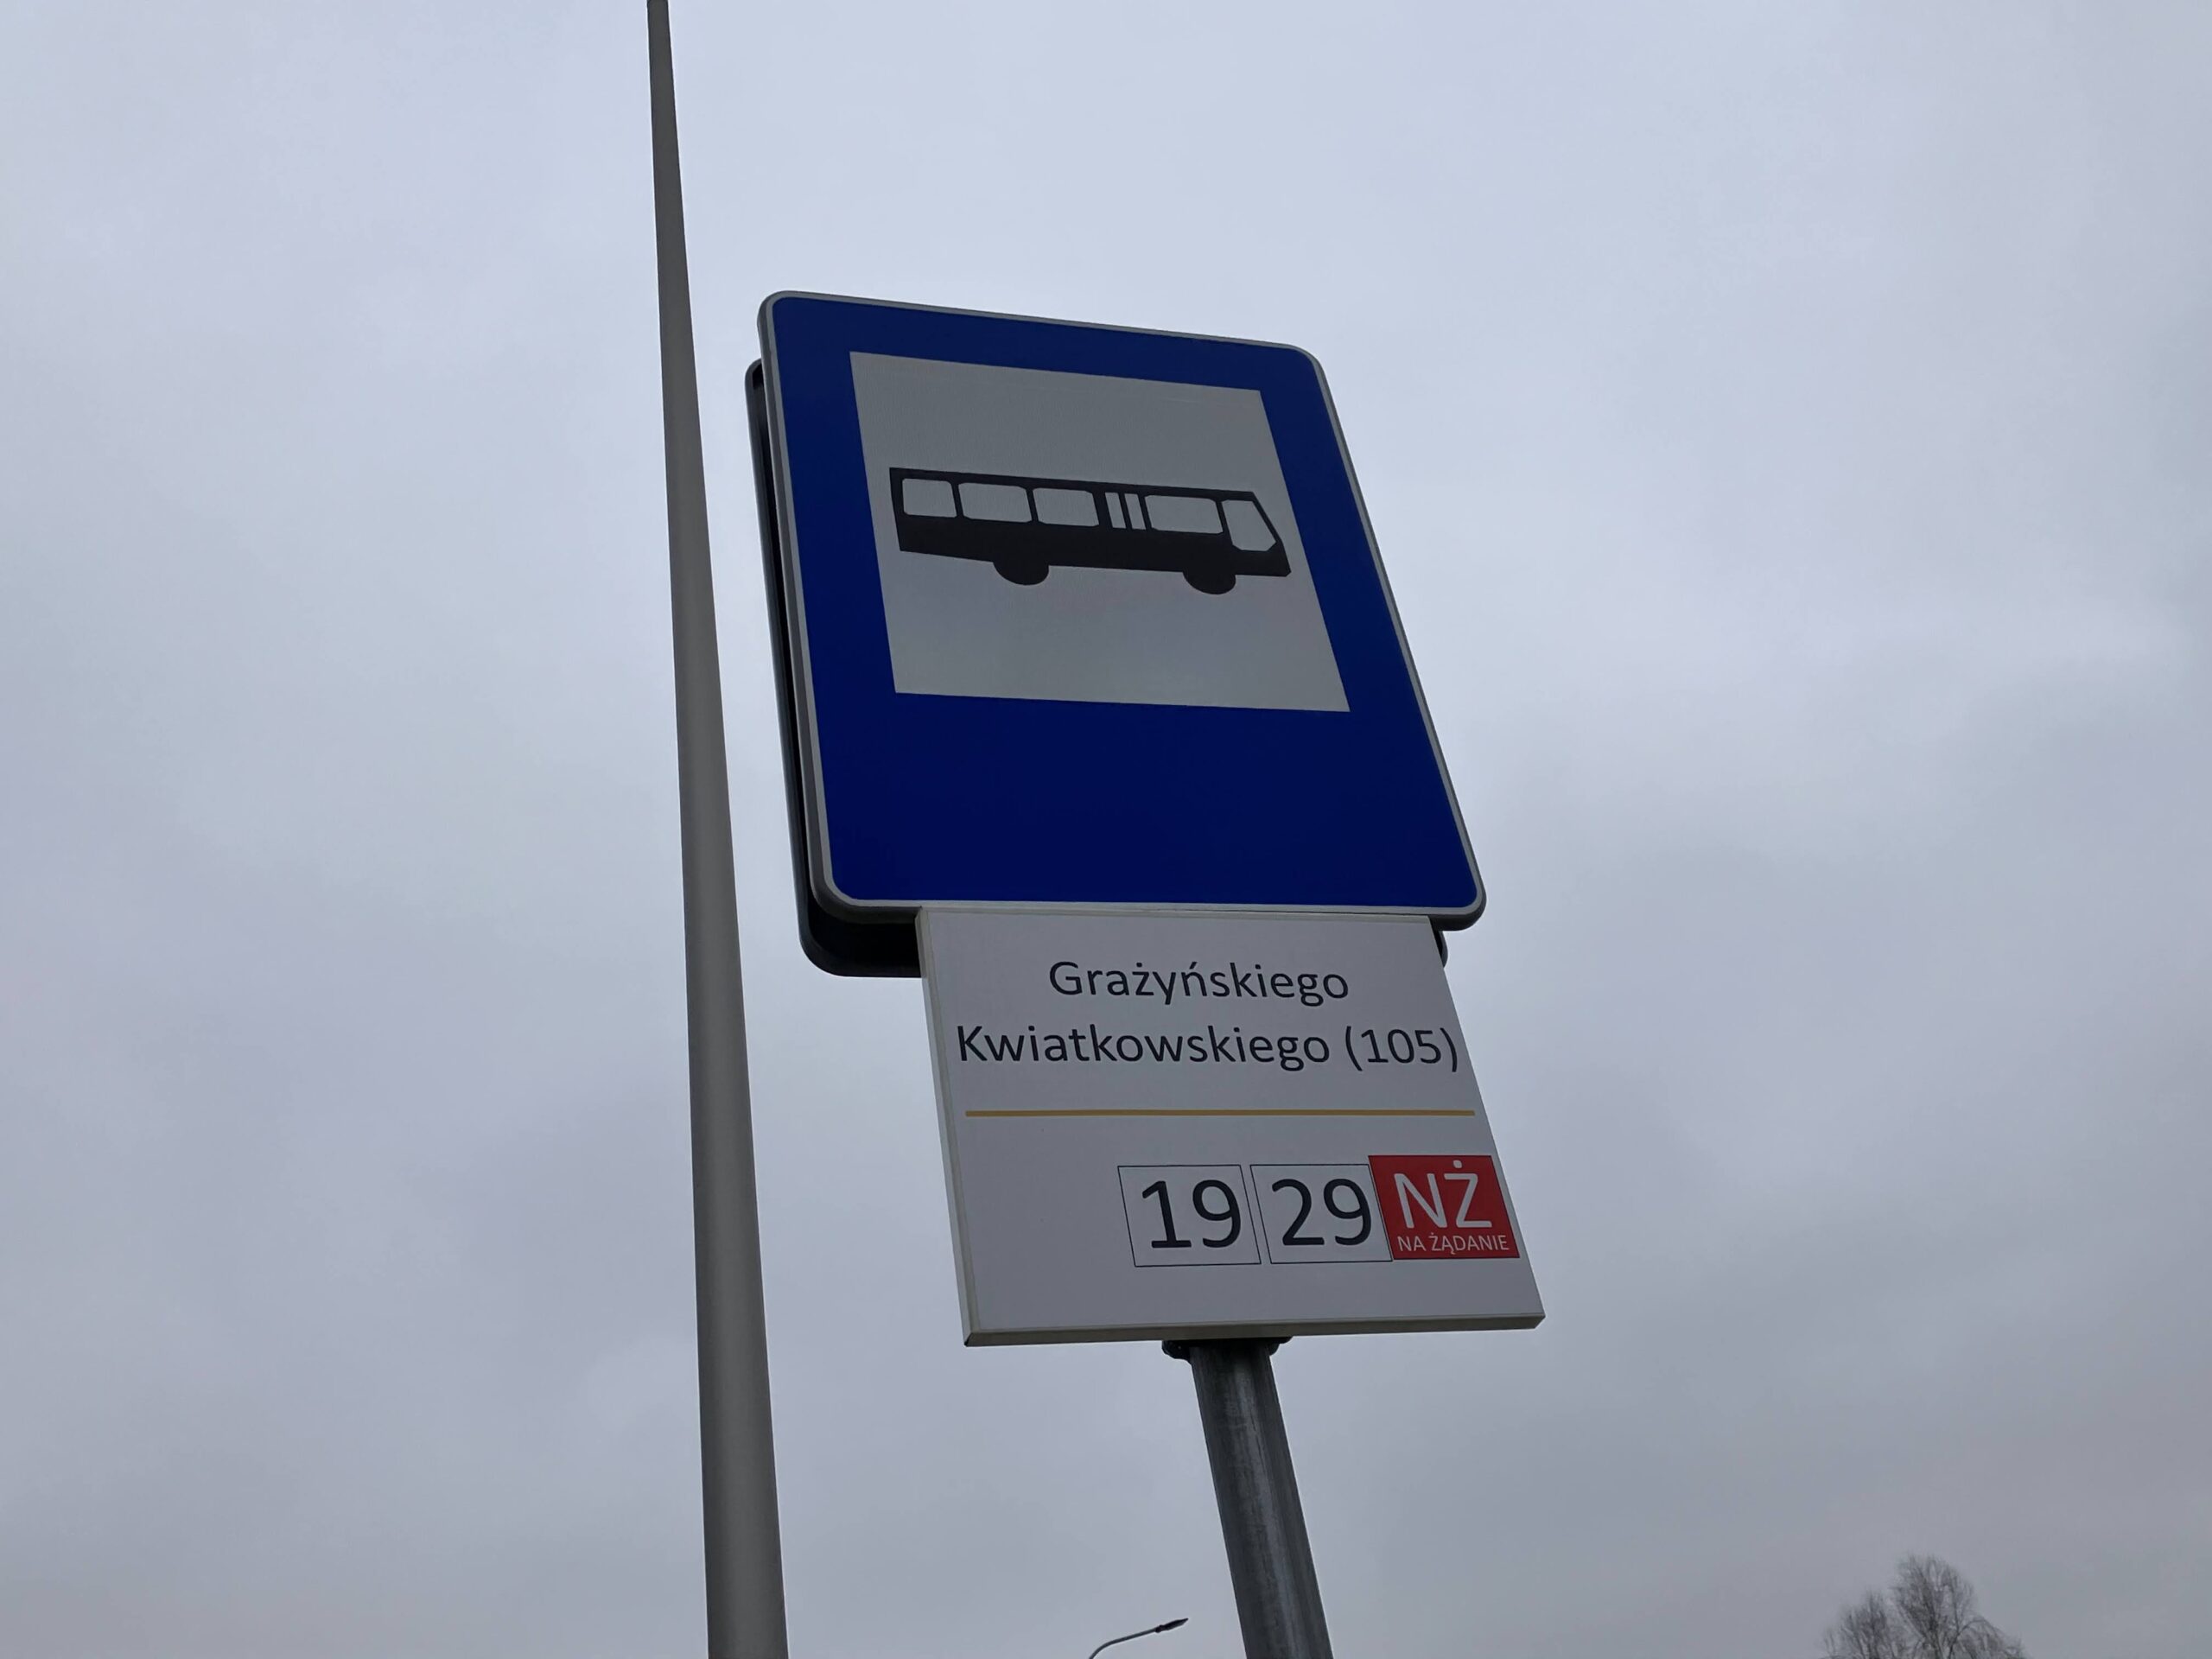 Grażyńskiego
Kwiatkowskiego (105)
19 29 NŻ
NA ŻĄDANIE